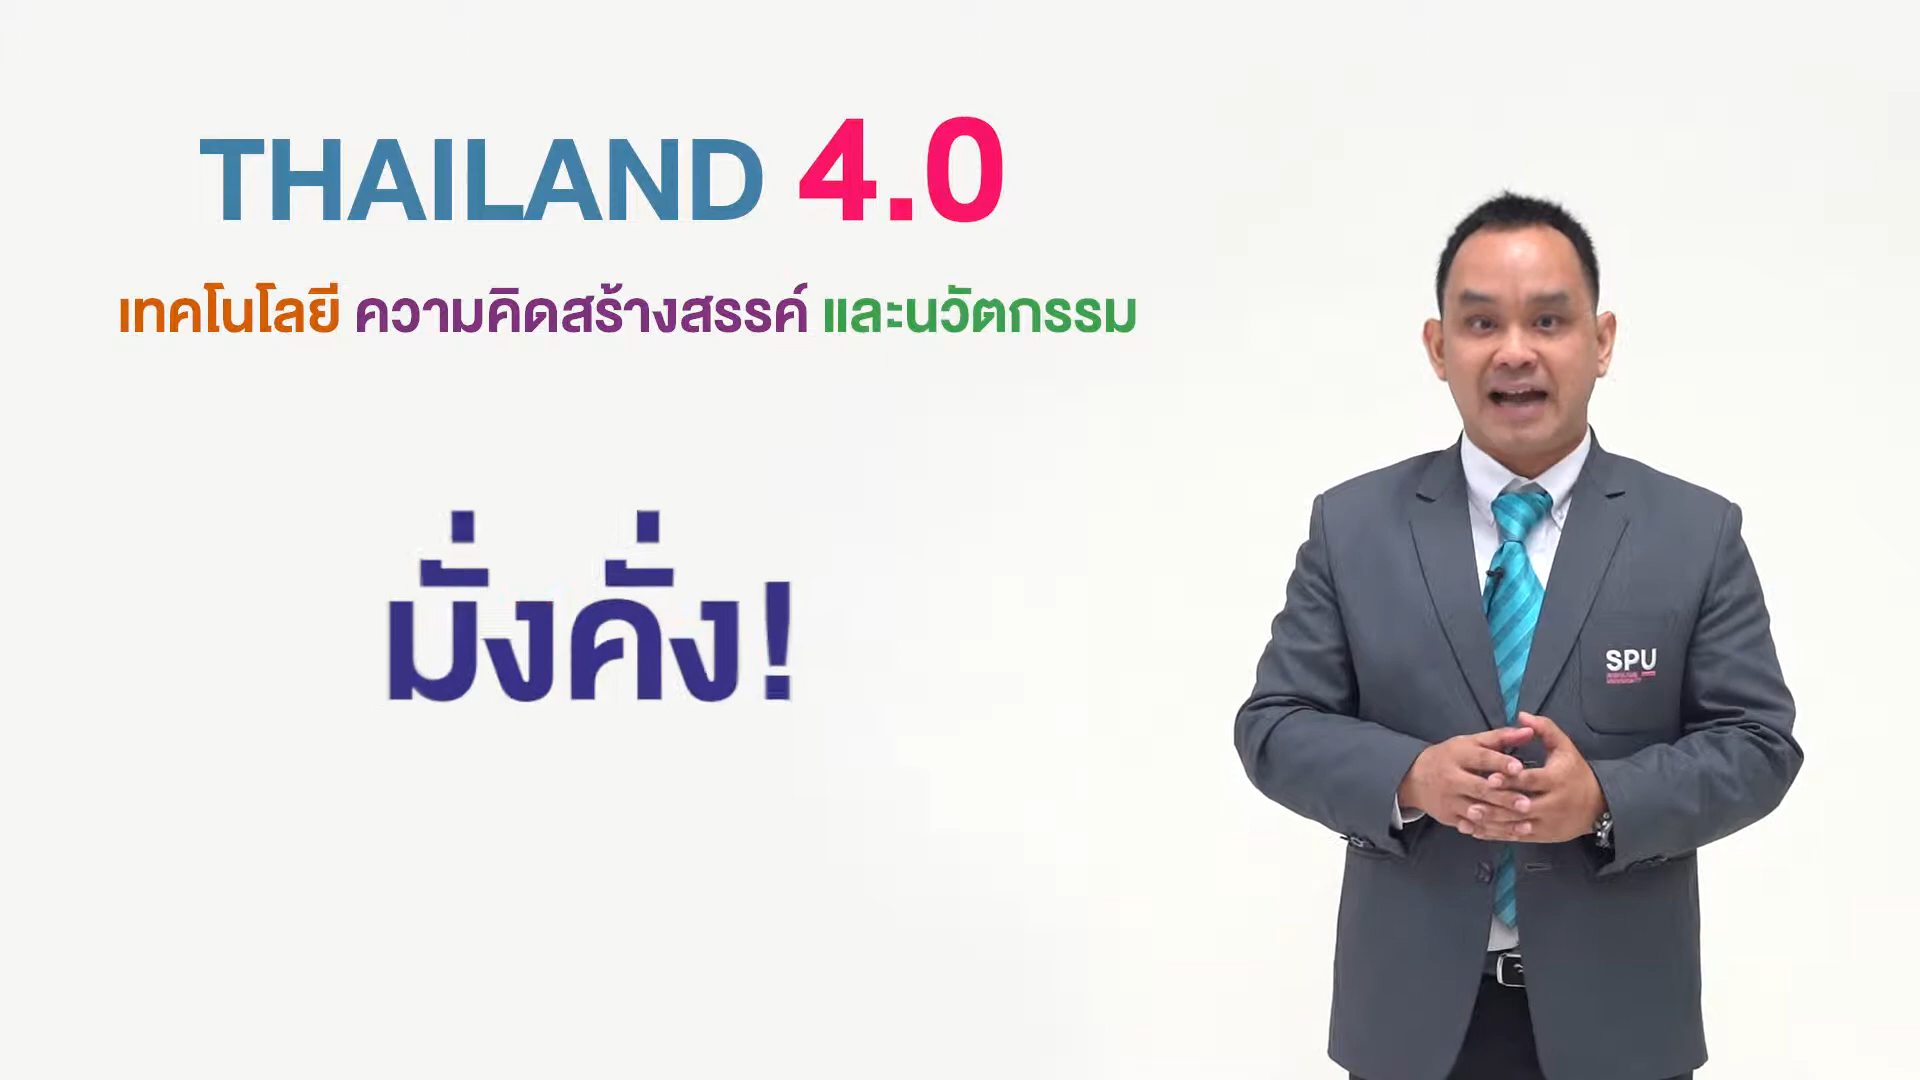 THAILAND 4.0
เทคโนโลยี ความคิดสร้างสรรค์ และนวัตกรรม
มั่งคั่ง!
SPU